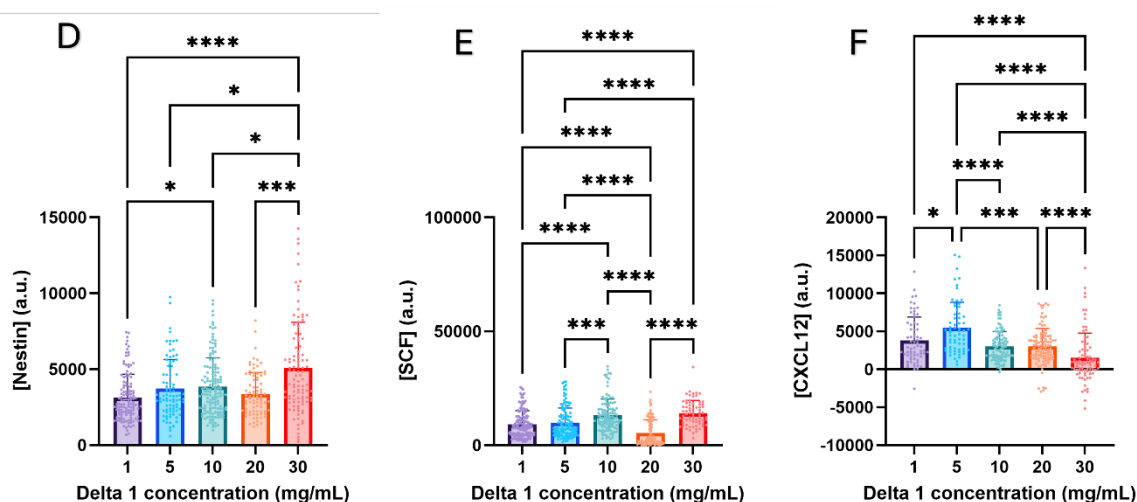 D
****
*
*
*
***
[Nestin] (a.u.)
15000
10000
5000
0
1 5 10 20 30
Delta 1 concentration (mg/mL)
E
****
****
****
****
****
****
***
****
[SCF] (a.u.)
100000
50000
0
1 5 10 20 30
Delta 1 concentration (mg/mL)
F
****
****
****
****
*
***
****
[CXCL12] (a.u.)
20000
15000
10000
5000
0
-5000
-10000
1 5 10 20 30
Delta 1 concentration (mg/mL)